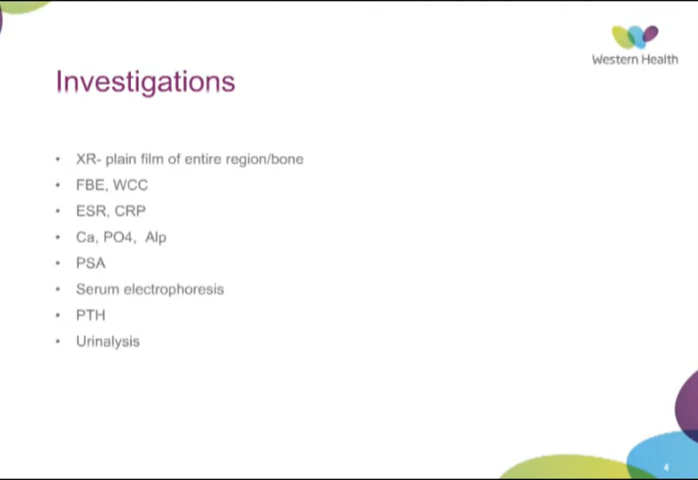 Western Health
Investigations
• XR- plain film of entire region/bone
• FBE, WCC
• ESR, CRP
• Ca, PO4, Alp
• PSA
• Serum electrophoresis
• PTH
• Urinalysis
4